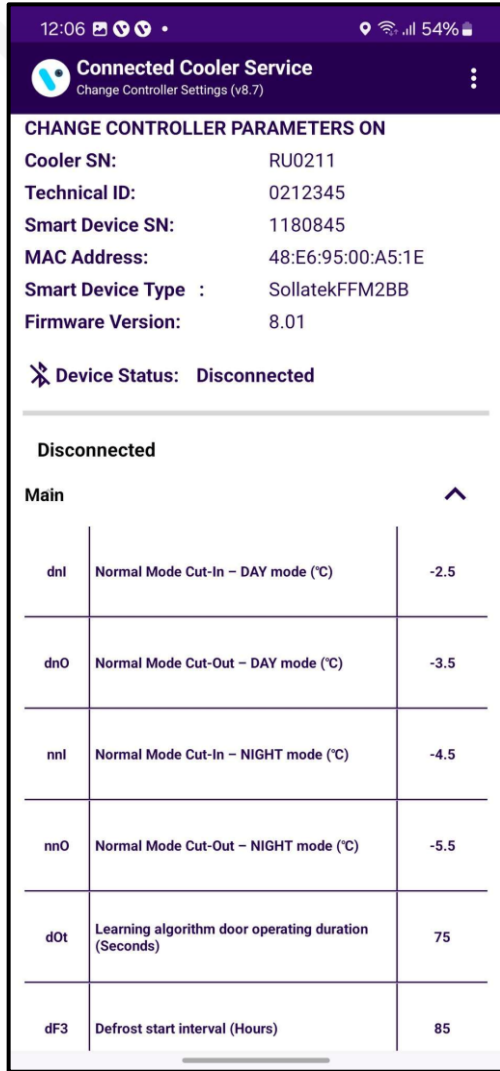 12:06
54%
Connected Cooler Service
Change Controller Settings (v8.7)
CHANGE CONTROLLER PARAMETERS ON
Cooler SN: RU0211
Technical ID: 0212345
Smart Device SN: 1180845
MAC Address: 48:E6:95:00:A5:1E
Smart Device Type : SollatekFFM2BB
Firmware Version: 8.01
Device Status: Disconnected
Disconnected
Main
dnI Normal Mode Cut-In – DAY mode (℃) -2.5
dnO Normal Mode Cut-Out – DAY mode (℃) -3.5
nnI Normal Mode Cut-In – NIGHT mode (℃) -4.5
nnO Normal Mode Cut-Out – NIGHT mode (℃) -5.5
dOt Learning algorithm door operating duration
(Seconds) 75
dF3 Defrost start interval (Hours) 85